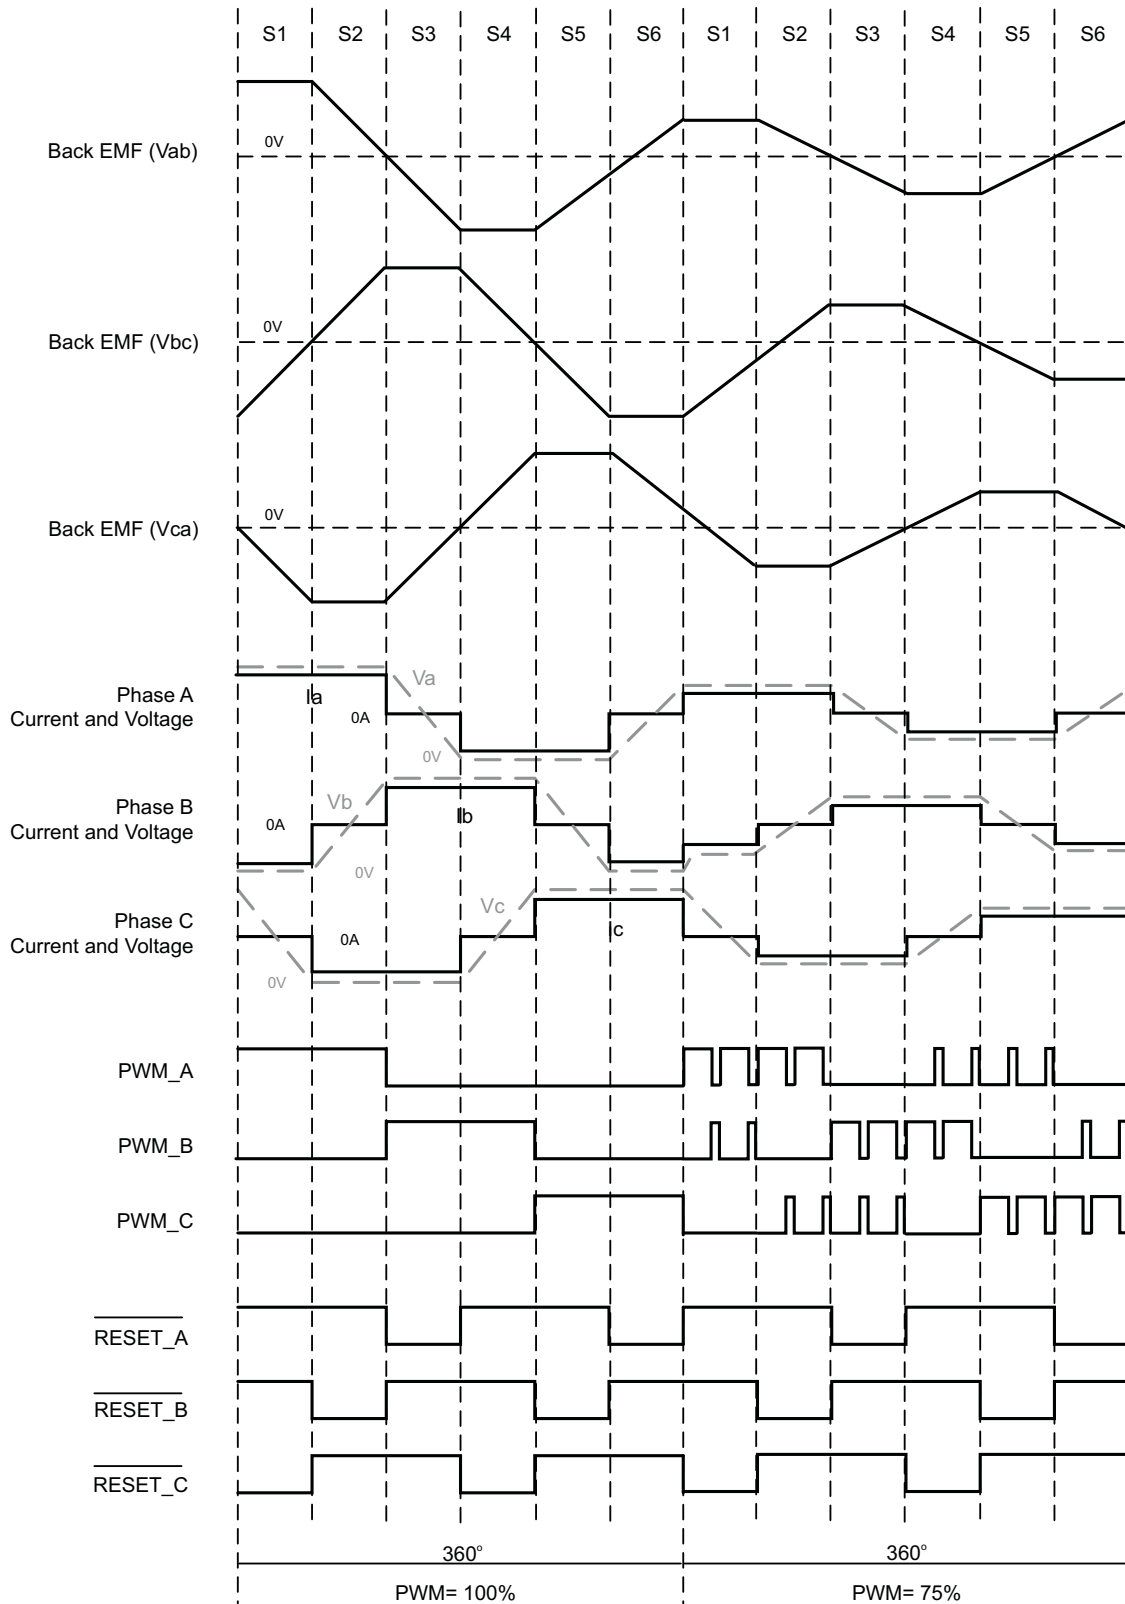 S1 S2 S3 S4 S5 S6 S1 S2 S3 S4 S5 S6
Back EMF (Vab)
0V
Back EMF (Vbc)
0V
Back EMF (Vca)
0V
Phase A
Current and Voltage
Ia
0A
Va
0V
Phase B
Current and Voltage
0A
Vb
0V
Ib
Phase C
Current and Voltage
0V
0A
Vc
Ic
PWM_A
PWM_B
PWM_C
RESET_A
RESET_B
RESET_C
360° 360°
PWM= 100% PWM= 75%